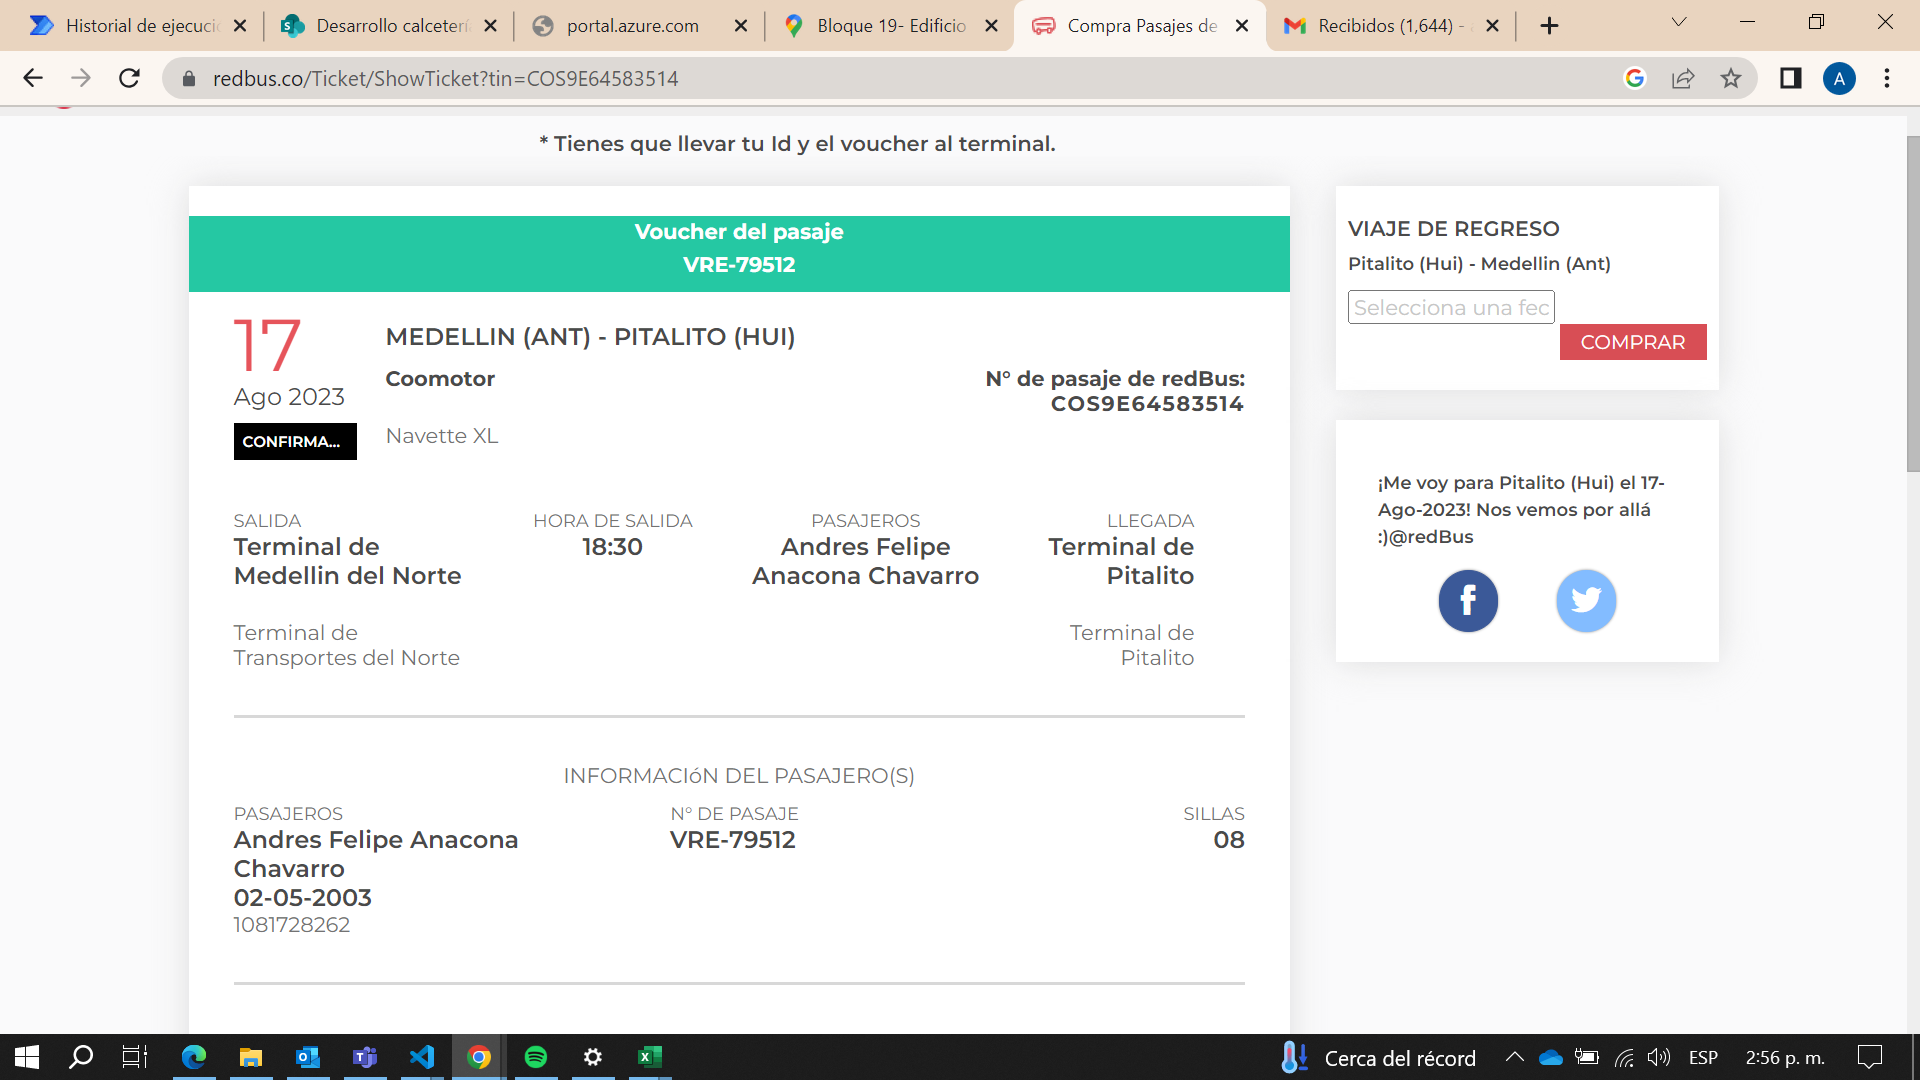 Historial de ejecuci
Desarrollo calceterí
portal.azure.com
Bloque 19- Edificio
Compra Pasajes de
Recibidos (1,644) -
redbus.co/Ticket/ShowTicket?tin=COS9E64583514
A
* Tienes que llevar tu Id y el voucher al terminal.
Voucher del pasaje
VRE-79512
17
Ago 2023
CONFIRMA...
MEDELLIN (ANT) - PITALITO (HUI)
Coomotor
Navette XL
N° de pasaje de redBus:
COS9E64583514
SALIDA
Terminal de
Medellin del Norte
Terminal de
Transportes del Norte
HORA DE SALIDA
18:30
PASAJEROS
Andres Felipe
Anacona Chavarro
LLEGADA
Terminal de
Pitalito
Terminal de
Pitalito
INFORMACIóN DEL PASAJERO(S)
PASAJEROS
Andres Felipe Anacona
Chavarro
02-05-2003
1081728262
N° DE PASAJE
VRE-79512
SILLAS
08
VIAJE DE REGRESO
Pitalito (Hui) - Medellin (Ant)
Selecciona una fec
COMPRAR
¡Me voy para Pitalito (Hui) el 17-
Ago-2023! Nos vemos por allá
:)@redBus
Cerca del récord
ESP
2:56 p. m.